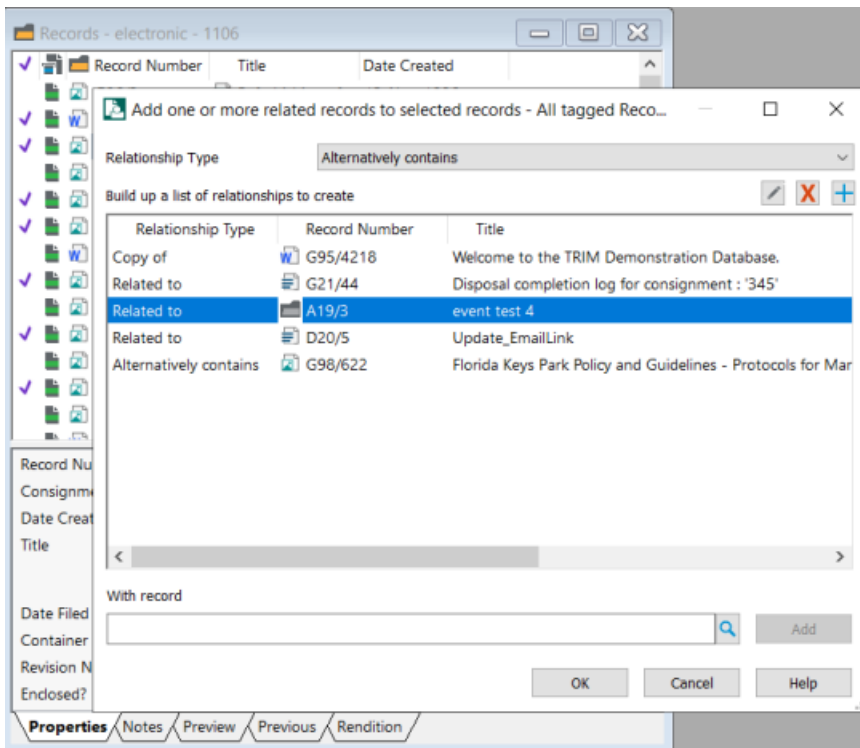 Records - electronic - 1106
Record Number Title Date Created
Add one or more related records to selected records - All tagged Reco...
Relationship Type Alternatively contains
Build up a list of relationships to create
Relationship Type Record Number Title
Copy of G95/4218 Welcome to the TRIM Demonstration Database.
Related to G21/44 Disposal completion log for consignment : '345'
Related to A19/3 event test 4
Related to D20/5 Update_EmailLink
Alternatively contains G98/622 Florida Keys Park Policy and Guidelines - Protocols for Mar
Record Nu
Consignme
Date Creat
Title
With record
Date Filed
Add
Container
Revision N
OK Cancel Help
Enclosed?
Properties Notes Preview Previous Rendition